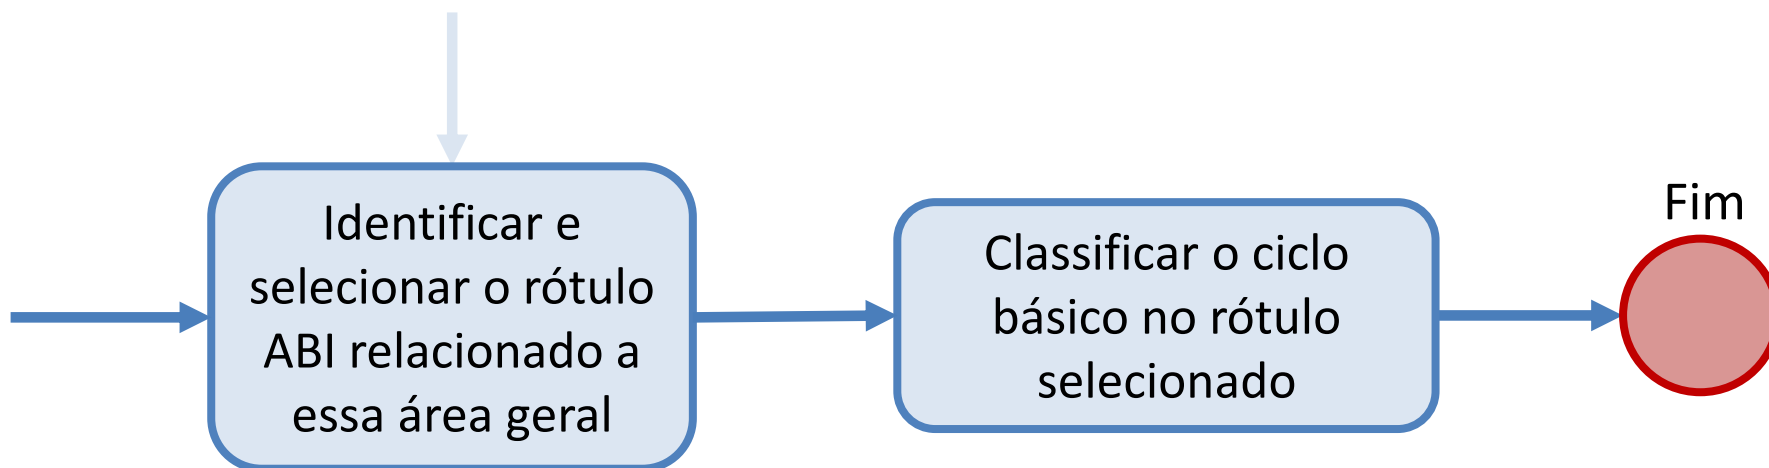 Identificar e
selecionar o rótulo
ABI relacionado a
essa área geral
Classificar o ciclo
básico no rótulo
selecionado
Fim